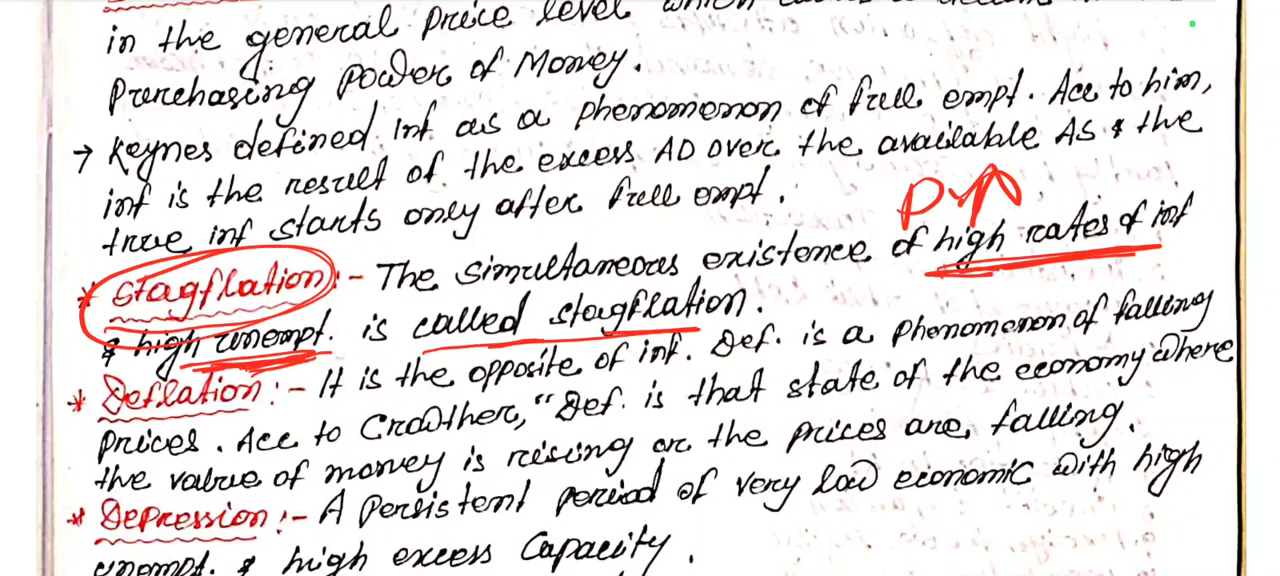 in the general price level which
Purchasing Power of Money.
→ Keynes defined inf as a phenomenon of full empt. Acc to him,
inf is the result of the excess AD over the available AS & the
true inf starts only after full empt.
P↑
* Stagflation :- The simultaneous existence of high rates of inf
& high unempt. is called stagflation.
* Deflation :- It is the opposite of inf. Def. is a phenomenon of falling
prices. Acc to Crowther, "Def. is that state of the economy where
the value of money is rising or the prices are, falling.
* Depression :- A Persistent period of very low economic with high
unempt. & high excess Capacity.